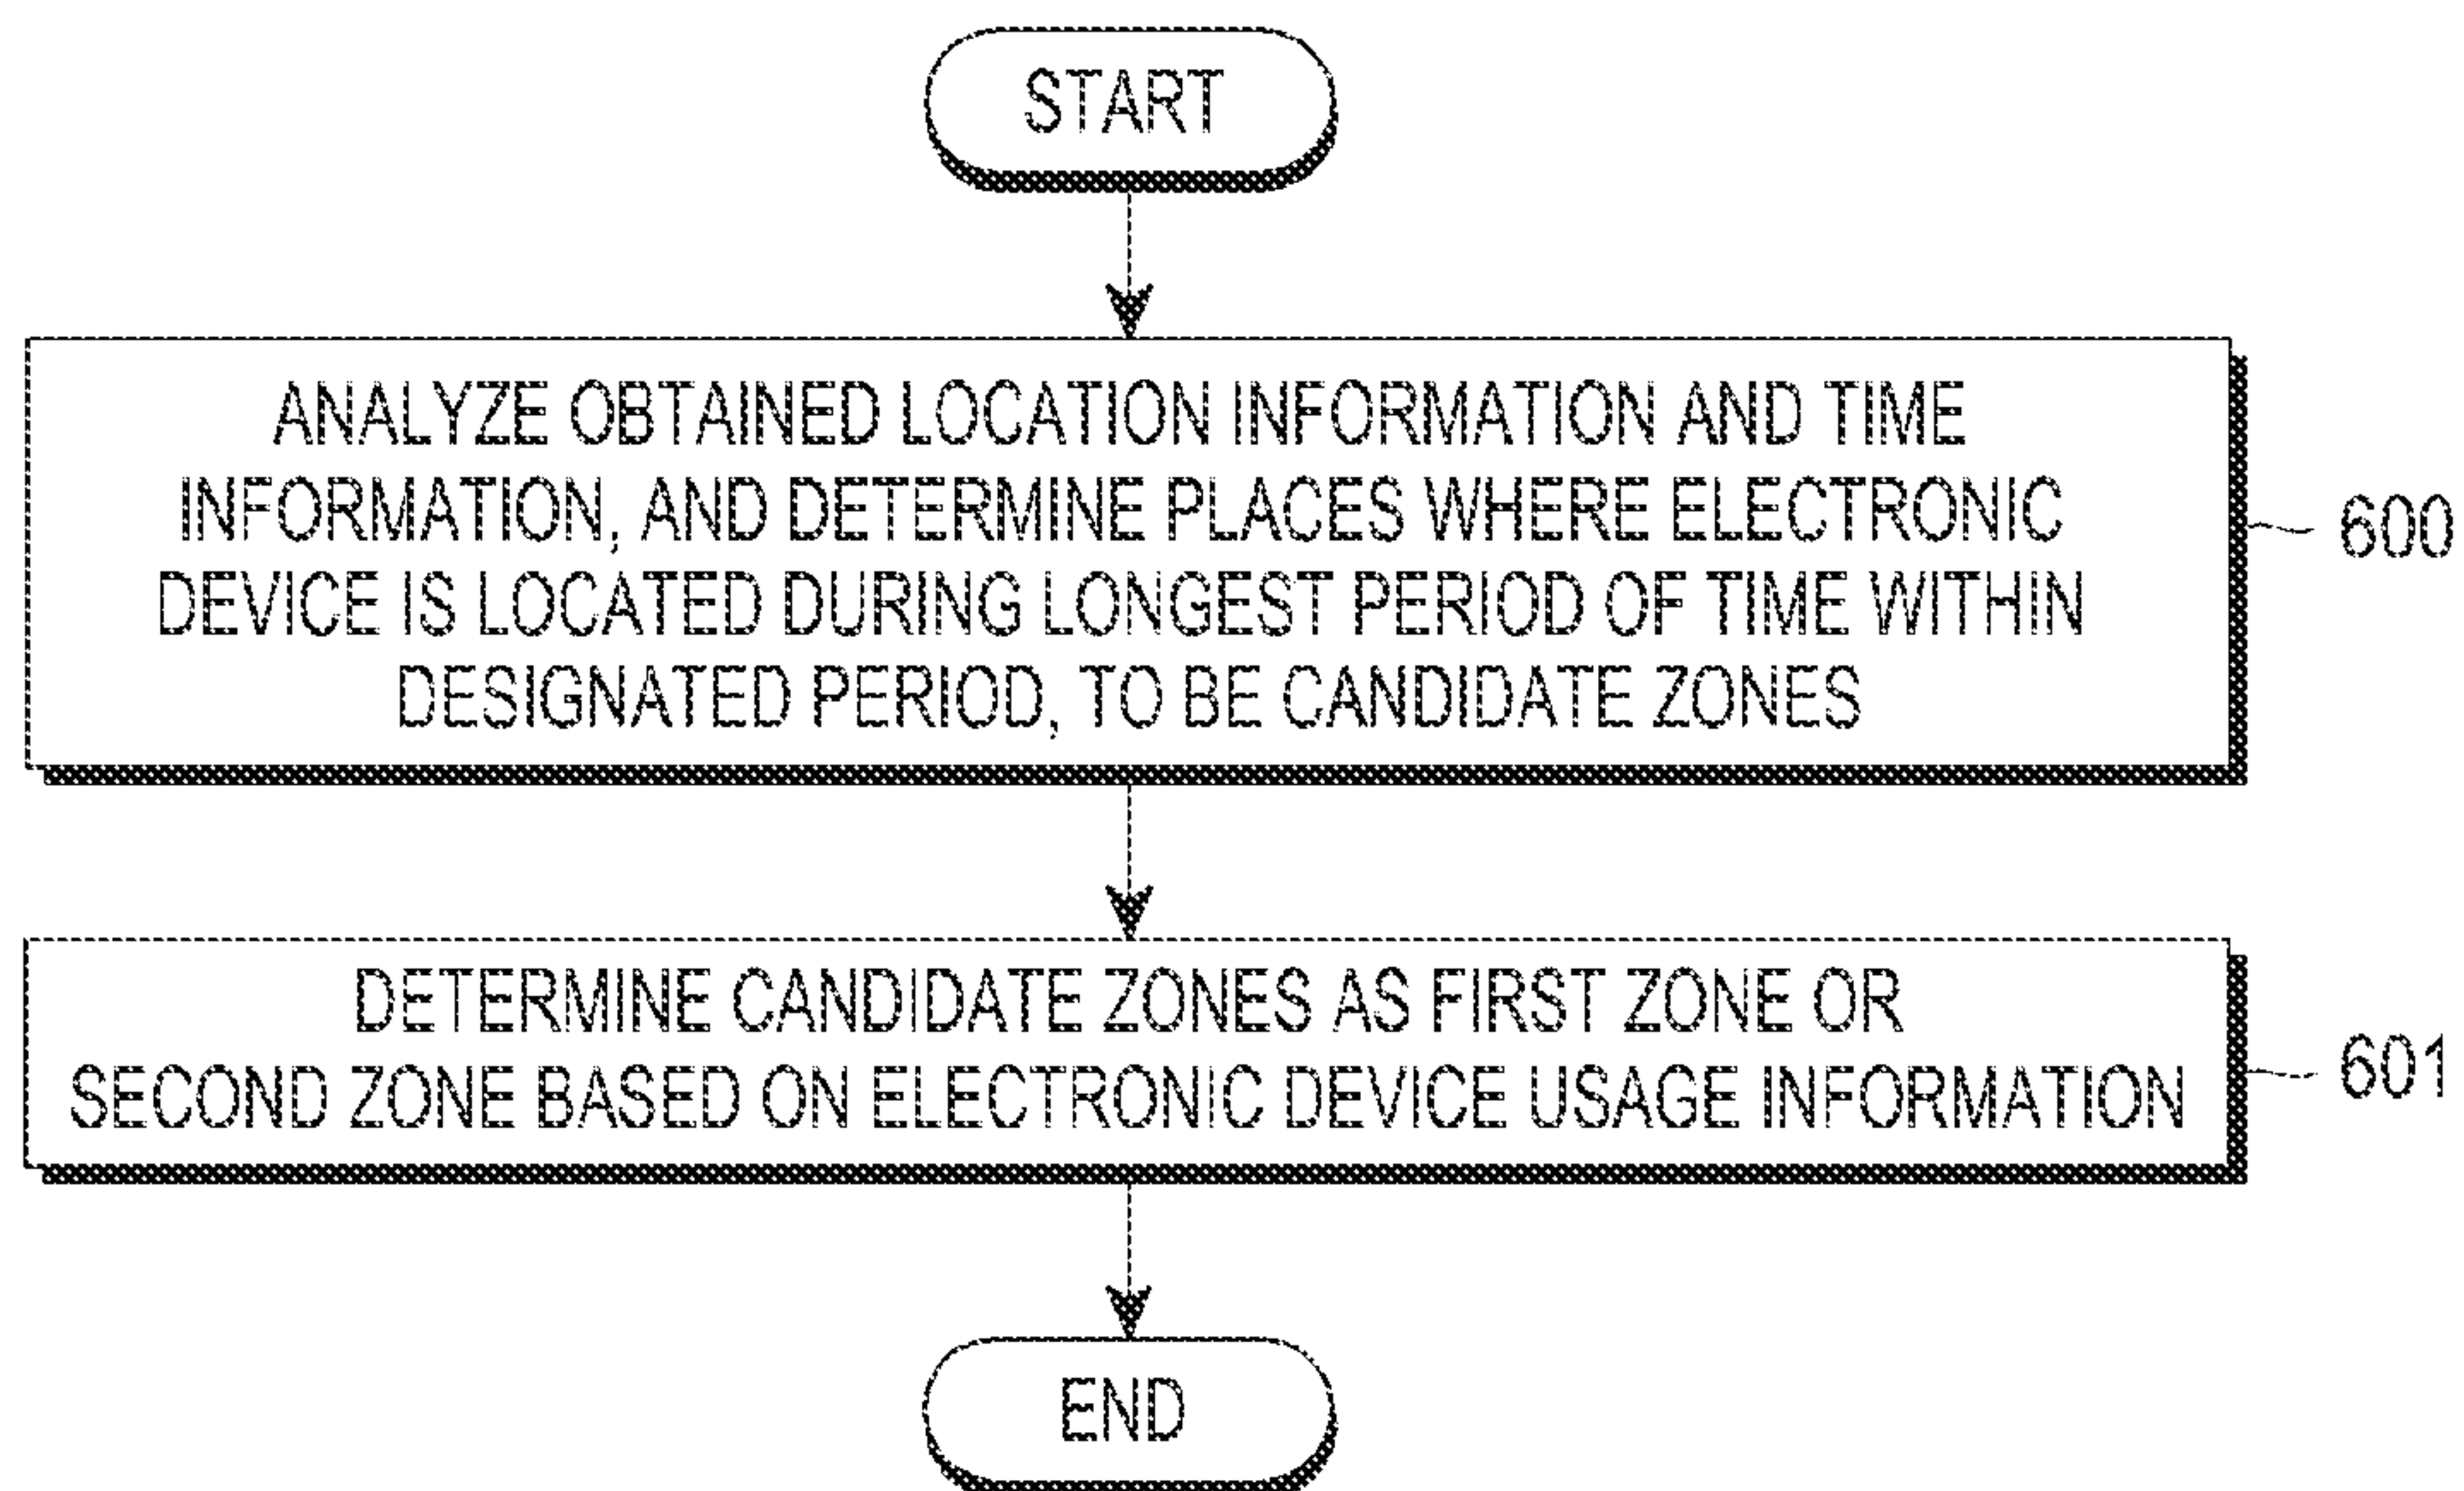 START
ANALYZE OBTAINED LOCATION INFORMATION AND TIME
INFORMATION, AND DETERMINE PLACES WHERE ELECTRONIC
DEVICE IS LOCATED DURING LONGEST PERIOD OF TIME WITHIN
DESIGNATED PERIOD, TO BE CANDIDATE ZONES
600
DETERMINE CANDIDATE ZONES AS FIRST ZONE OR
SECOND ZONE BASED ON ELECTRONIC DEVICE USAGE INFORMATION
601
END